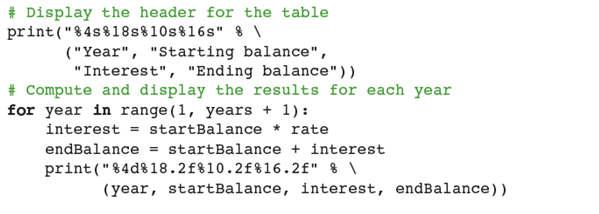 # Display the header for the table
print("%4s%18s%10s%16s" % \
("Year", "Starting balance",
"Interest", "Ending balance"))
# Compute and display the results for each year
for year in range(1, years + 1):
interest = startBalance * rate
endBalance = startBalance + interest
print("%4d%18.2f%10.2f%16.2f" % \
(year, startBalance, interest, endBalance))